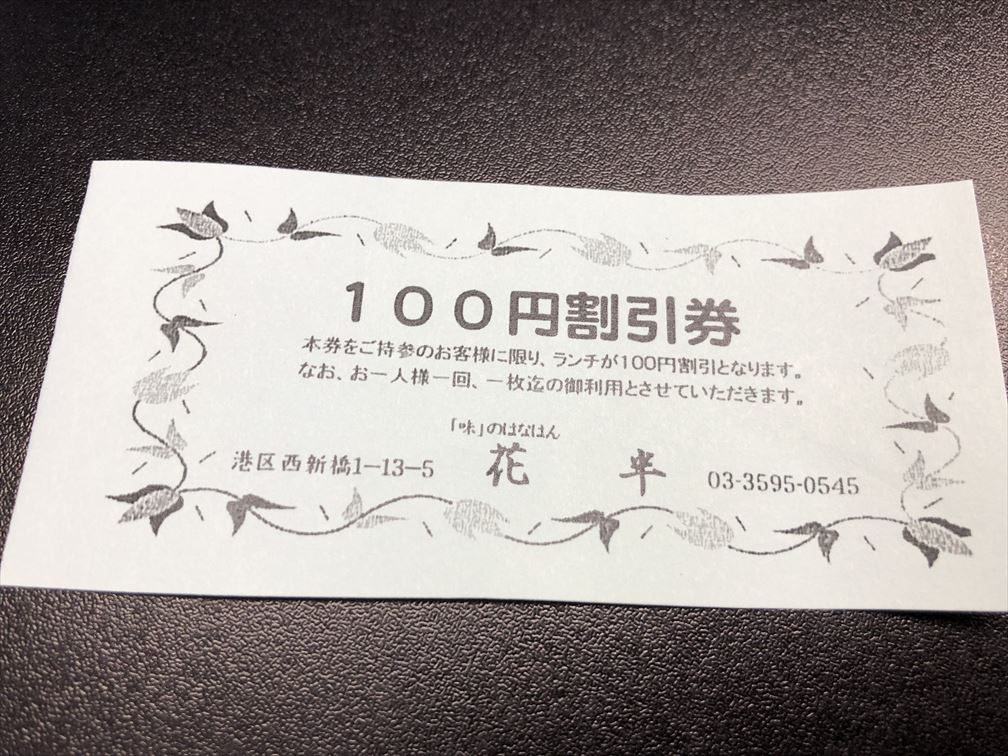 １００円割引券
本券をご持参のお客様に限り、ランチが100円割引となります。
なお、お一人様一回、一枚迄の御利用とさせていただきます。
「味」のはなはん
港区西新橋1-13-5 花 半 03-3595-0545